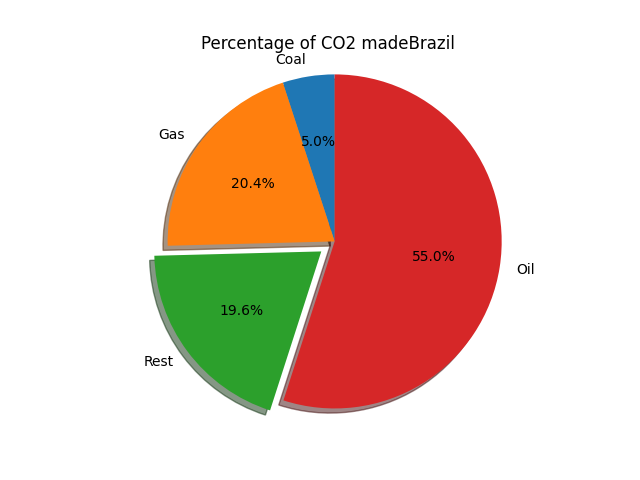 Percentage of CO2 madeBrazil
Coal
5.0%
Gas
20.4%
55.0%
Oil
19.6%
Rest